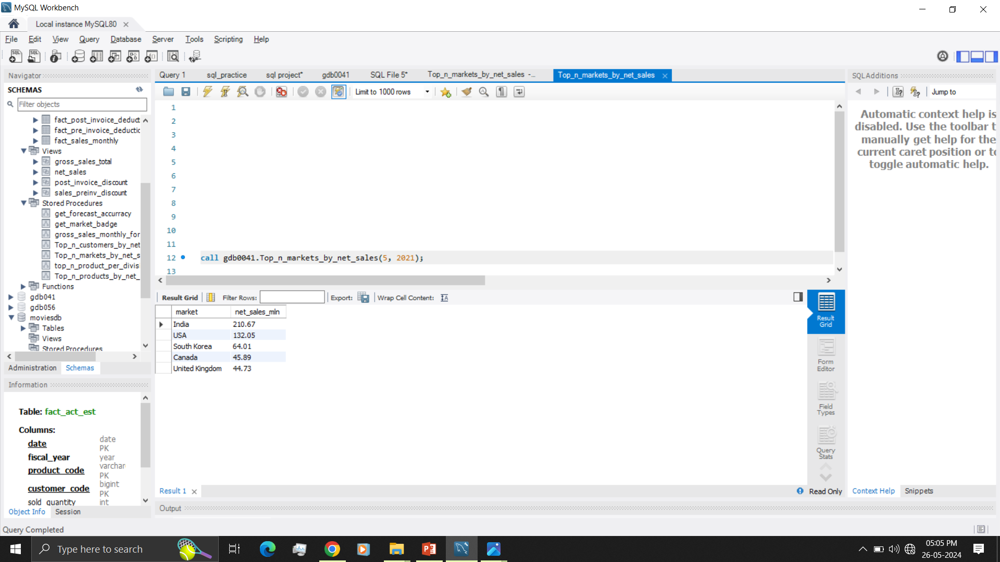 MySQL Workbench
Local instance MySQL80
File Edit View Query Database Server Tools Scripting Help
Navigator
SCHEMAS
Filter objects
fact_post_invoice_deduct
fact_pre_invoice_deductio
fact_sales_monthly
Views
gross_sales_total
net_sales
post_invoice_discount
sales_preinv_discount
Stored Procedures
get_forecast_accurracy
get_market_badge
gross_sales_monthly_for
Top_n_customers_by_net
Top_n_markets_by_net_s
top_n_product_per_divisi
Top_n_products_by_net_
Functions
gdb041
gdb056
moviesdb
Tables
Views
Stored Procedures
Administration Schemas
Information
Table: fact_act_est
Columns:
date date PK
fiscal_year year
product_code varchar PK
customer_code bigint PK
sold_quantity int
Object Info Session
Query Completed
Query 1 sql_practice sql project* gdb0041 SQL File 5* Top_n_markets_by_net_sales -... Top_n_markets_by_net_sales
Limit to 1000 rows
1
2
3
4
5
6
7
8
9
10
11
12 call gdb0041.Top_n_markets_by_net_sales(5, 2021);
13
Result Grid Filter Rows: Export: Wrap Cell Content:
market net_sales_mln
India 210.67
USA 132.05
South Korea 64.01
Canada 45.89
United Kingdom 44.73
Result Grid
Form Editor
Field Types
Query Stats
Result 1
Read Only
Output
SQLAdditions
Jump to
Automatic context help is
disabled. Use the toolbar t
manually get help for the
current caret position or to
toggle automatic help.
Context Help Snippets
Type here to search
05:05 PM
26-05-2024